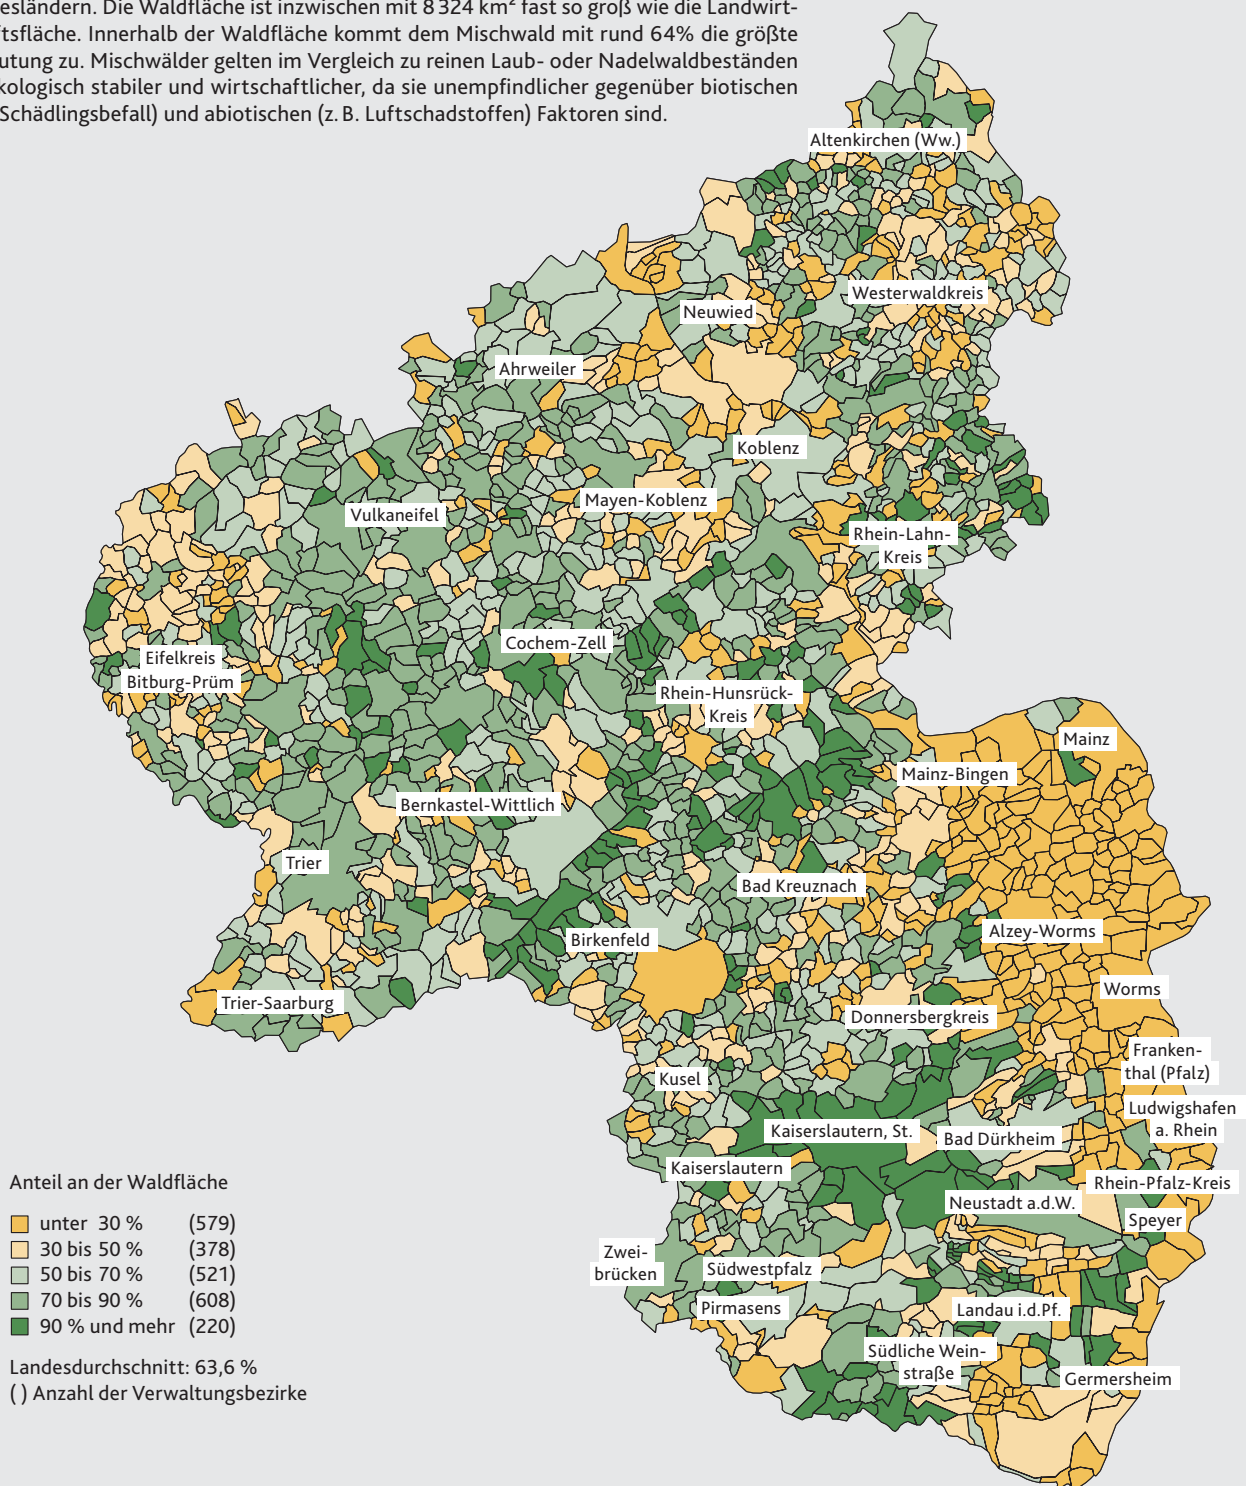 esländern. Die Waldfläche ist inzwischen mit 8 324 km² fast so groß wie die Landwirt-
ftsfläche. Innerhalb der Waldfläche kommt dem Mischwald mit rund 64% die größte
utung zu. Mischwälder gelten im Vergleich zu reinen Laub- oder Nadelwaldbeständen
kologisch stabiler und wirtschaftlicher, da sie unempfindlicher gegenüber biotischen
Schädlingsbefall) und abiotischen (z. B. Luftschadstoffen) Faktoren sind.
Altenkirchen (Ww.)
Westerwaldkreis
Neuwied
Ahrweiler
Koblenz
Mayen-Koblenz
Vulkaneifel
Rhein-Lahn-
Kreis
Cochem-Zell
Eifelkreis
Bitburg-Prüm
Rhein-Hunsrück-
Kreis
Mainz
Mainz-Bingen
Bernkastel-Wittlich
Trier
Bad Kreuznach
Alzey-Worms
Birkenfeld
Worms
Trier-Saarburg
Donnersbergkreis
Franken-
thal (Pfalz)
Kusel
Ludwigshafen
a. Rhein
Kaiserslautern, St.
Bad Dürkheim
Kaiserslautern
Rhein-Pfalz-Kreis
Neustadt a.d.W.
Speyer
Zwei-
brücken
Südwestpfalz
Pirmasens
Landau i.d.Pf.
Südliche Wein-
straße
Germersheim
Anteil an der Waldfläche
unter 30 % (579)
30 bis 50 % (378)
50 bis 70 % (521)
70 bis 90 % (608)
90 % und mehr (220)
Landesdurchschnitt: 63,6 %
( ) Anzahl der Verwaltungsbezirke